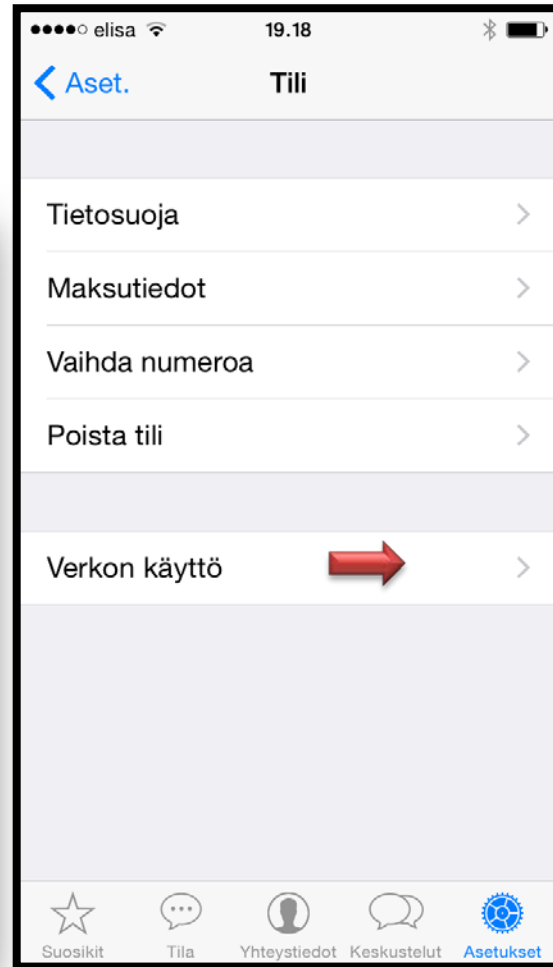 elisa 19.18
Aset. Tili
Tietosuoja
Maksutiedot
Vaihda numeroa
Poista tili
Verkon käyttö
Suosikit Tila Yhteystiedot Keskustelut Asetukset